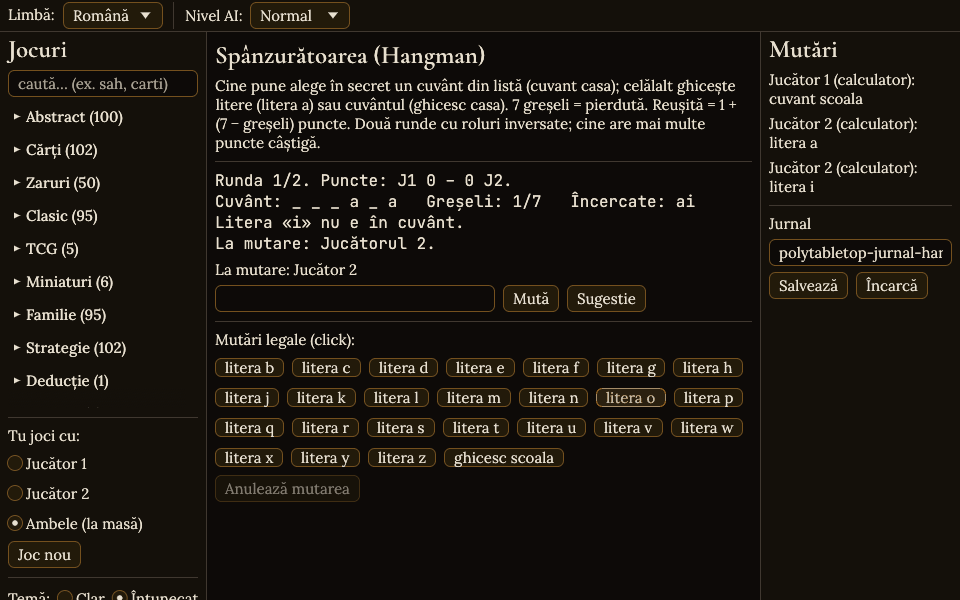 Limbă: Română ▼ Nivel AI: Normal ▼
Jocuri
caută... (ex. sah, carti)
▸ Abstract (100)
▸ Cărți (102)
▸ Zaruri (50)
▸ Clasic (95)
▸ TCG (5)
▸ Miniaturi (6)
▸ Familie (95)
▸ Strategie (102)
▸ Deducție (1)
Tu joci cu:
Jucător 1
Jucător 2
Ambele (la masă)
Joc nou
Temă: Clar Întunecat
Spânzurătoarea (Hangman)
Cine pune alege în secret un cuvânt din listă (cuvant casa); celălalt ghicește
litere (litera a) sau cuvântul (ghicesc casa). 7 greșeli = pierdută. Reușită = 1 +
(7 − greșeli) puncte. Două runde cu roluri inversate; cine are mai multe
puncte câștigă.
Runda 1/2. Puncte: J1 0 – 0 J2.
Cuvânt: _ _ _ a _ a Greșeli: 1/7 Încercate: ai
Litera «i» nu e în cuvânt.
La mutare: Jucătorul 2.
La mutare: Jucător 2
Mută Sugestie
Mutări legale (click):
litera b litera c litera d litera e litera f litera g litera h
litera j litera k litera l litera m litera n litera o litera p
litera q litera r litera s litera t litera u litera v litera w
litera x litera y litera z ghicesc scoala
Anulează mutarea
Mutări
Jucător 1 (calculator):
cuvant scoala
Jucător 2 (calculator):
litera a
Jucător 2 (calculator):
litera i
Jurnal
polytabletop-jurnal-har
Salvează Încarcă